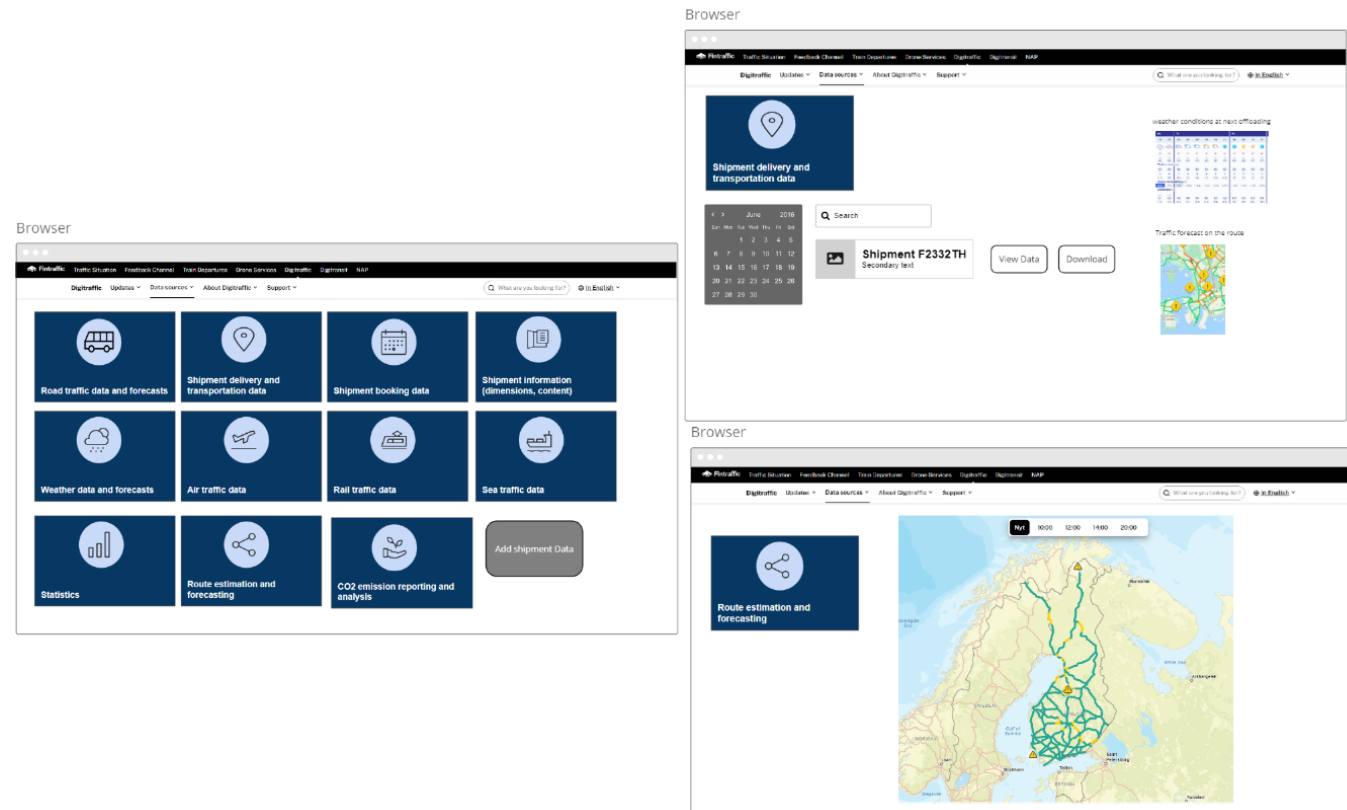 Browser
Fintraffic Traffic Situation Feedback Channel Train Departures Drone Services Digitraffic Digitransit NAP
Digitraffic Updates Data sources About Digitraffic Support What are you looking for? In English
Shipment delivery and
transportation data
weather conditions at next offloading
< > June 2016
Sun Mon Tue Wed Thu Fri Sat
1 2 3 4 5
6 7 8 9 10 11 12
13 14 15 16 17 18 19
20 21 22 23 24 25 26
27 28 29 30
Search
Shipment F2332TH
Secondary text
View Data
Download
Traffic forecast on the route
Browser
Fintraffic Traffic Situation Feedback Channel Train Departures Drone Services Digitraffic Digitransit NAP
Digitraffic Updates Data sources About Digitraffic Support What are you looking for? In English
Road traffic data and forecasts
Shipment delivery and
transportation data
Shipment booking data
Shipment information
(dimensions, content)
Weather data and forecasts
Air traffic data
Rail traffic data
Sea traffic data
Statistics
Route estimation and
forecasting
CO2 emission reporting and
analysis
Add shipment Data
Browser
Fintraffic Traffic Situation Feedback Channel Train Departures Drone Services Digitraffic Digitransit NAP
Digitraffic Updates Data sources About Digitraffic Support What are you looking for? In English
Route estimation and
forecasting
Nyt 10:00 12:00 14:00 20:00
Murmansk
White Sea
Gulf of
Saint
Petersburg